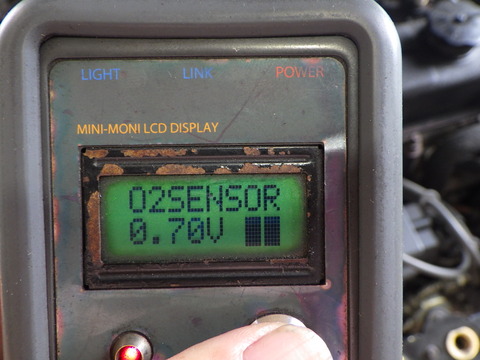 LIGHT LINK POWER
MINI-MONI LCD DISPLAY
O2SENSOR
0.70V